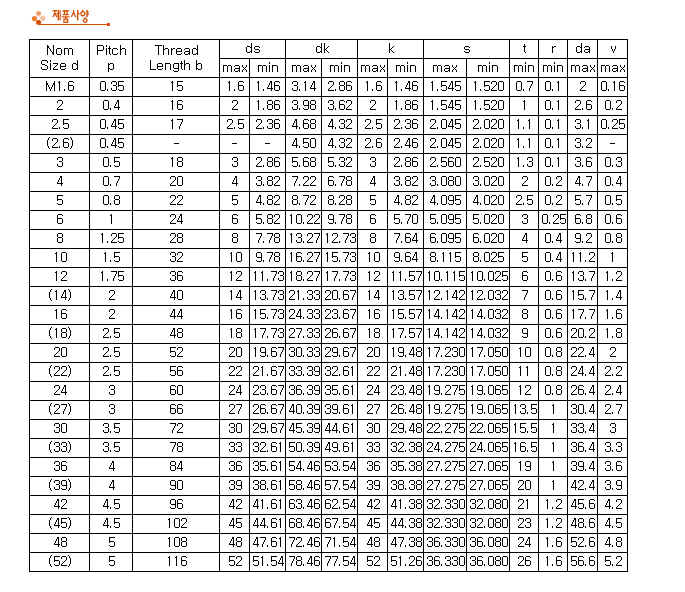 제품사양
Nom Pitch Thread ds dk k s t r da v
Size d p Length b max min max min max min max min min min max max
M1.6 0.35 15 1.6 1.46 3.14 2.86 1.6 1.46 1.545 1.520 0.7 0.1 2 0.16
2 0.4 16 2 1.86 3.98 3.62 2 1.86 1.545 1.520 1 0.1 2.6 0.2
2.5 0.45 17 2.5 2.36 4.68 4.32 2.5 2.36 2.045 2.020 1.1 0.1 3.1 0.25
(2.6) 0.45 - - - 4.50 4.32 2.6 2.46 2.045 2.020 1.1 0.1 3.2 -
3 0.5 18 3 2.86 5.68 5.32 3 2.86 2.560 2.520 1.3 0.1 3.6 0.3
4 0.7 20 4 3.82 7.22 6.78 4 3.82 3.080 3.020 2 0.2 4.7 0.4
5 0.8 22 5 4.82 8.72 8.28 5 4.82 4.095 4.020 2.5 0.2 5.7 0.5
6 1 24 6 5.82 10.22 9.78 6 5.70 5.095 5.020 3 0.25 6.8 0.6
8 1.25 28 8 7.78 13.27 12.73 8 7.64 6.095 6.020 4 0.4 9.2 0.8
10 1.5 32 10 9.78 16.27 15.73 10 9.64 8.115 8.025 5 0.4 11.2 1
12 1.75 36 12 11.73 18.27 17.73 12 11.57 10.115 10.025 6 0.6 13.7 1.2
(14) 2 40 14 13.73 21.33 20.67 14 13.57 12.142 12.032 7 0.6 15.7 1.4
16 2 44 16 15.73 24.33 23.67 16 15.57 14.142 14.032 8 0.6 17.7 1.6
(18) 2.5 48 18 17.73 27.33 26.67 18 17.57 14.142 14.032 9 0.6 20.2 1.8
20 2.5 52 20 19.67 30.33 29.67 20 19.48 17.230 17.050 10 0.8 22.4 2
(22) 2.5 56 22 21.67 33.39 32.61 22 21.48 17.230 17.050 11 0.8 24.4 2.2
24 3 60 24 23.67 36.39 35.61 24 23.48 19.275 19.065 12 0.8 26.4 2.4
(27) 3 66 27 26.67 40.39 39.61 27 26.48 19.275 19.065 13.5 1 30.4 2.7
30 3.5 72 30 29.67 45.39 44.61 30 29.48 22.275 22.065 15.5 1 33.4 3
(33) 3.5 78 33 32.61 50.39 49.61 33 32.38 24.275 24.065 16.5 1 36.4 3.3
36 4 84 36 35.61 54.46 53.54 36 35.38 27.275 27.065 19 1 39.4 3.6
(39) 4 90 39 38.61 58.46 57.54 39 38.38 27.275 27.065 20 1 42.4 3.9
42 4.5 96 42 41.61 63.46 62.54 42 41.38 32.330 32.080 21 1.2 45.6 4.2
(45) 4.5 102 45 44.61 68.46 67.54 45 44.38 32.330 32.080 23 1.2 48.6 4.5
48 5 108 48 47.61 72.46 71.54 48 47.38 36.330 36.080 24 1.6 52.6 4.8
(52) 5 116 52 51.54 78.46 77.54 52 51.26 36.330 36.080 26 1.6 56.6 5.2